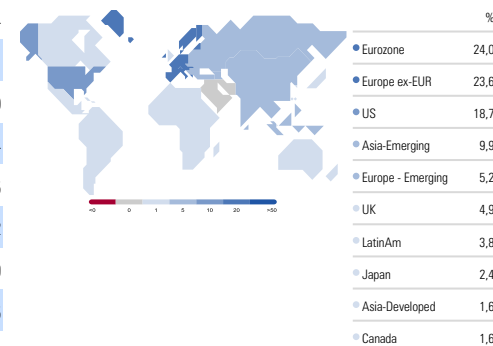 %
Eurozone 24,0
Europe ex-EUR 23,6
US 18,7
Asia-Emerging 9,9
Europe - Emerging 5,2
UK 4,9
LatinAm 3,8
Japan 2,4
Asia-Developed 1,6
Canada 1,6
<0 0 1 5 10 20 >50